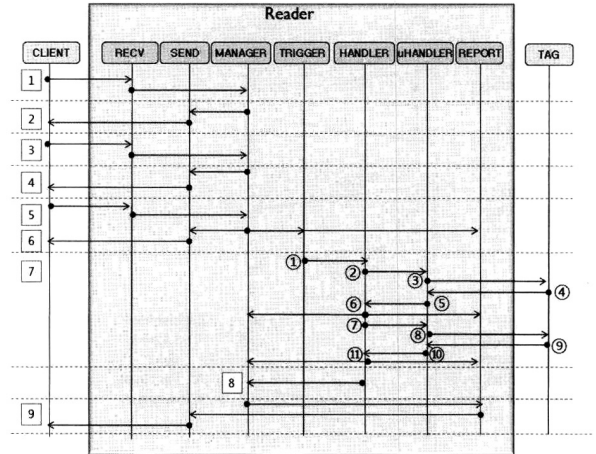 Reader
CLIENT RECV SEND MANAGER TRIGGER HANDLER uHANDLER REPORT TAG
1
2
3
4
5
6
7 ①
② ③ ④
⑥ ⑤
⑦ ⑧ ⑨
⑪ ⑩
8
9